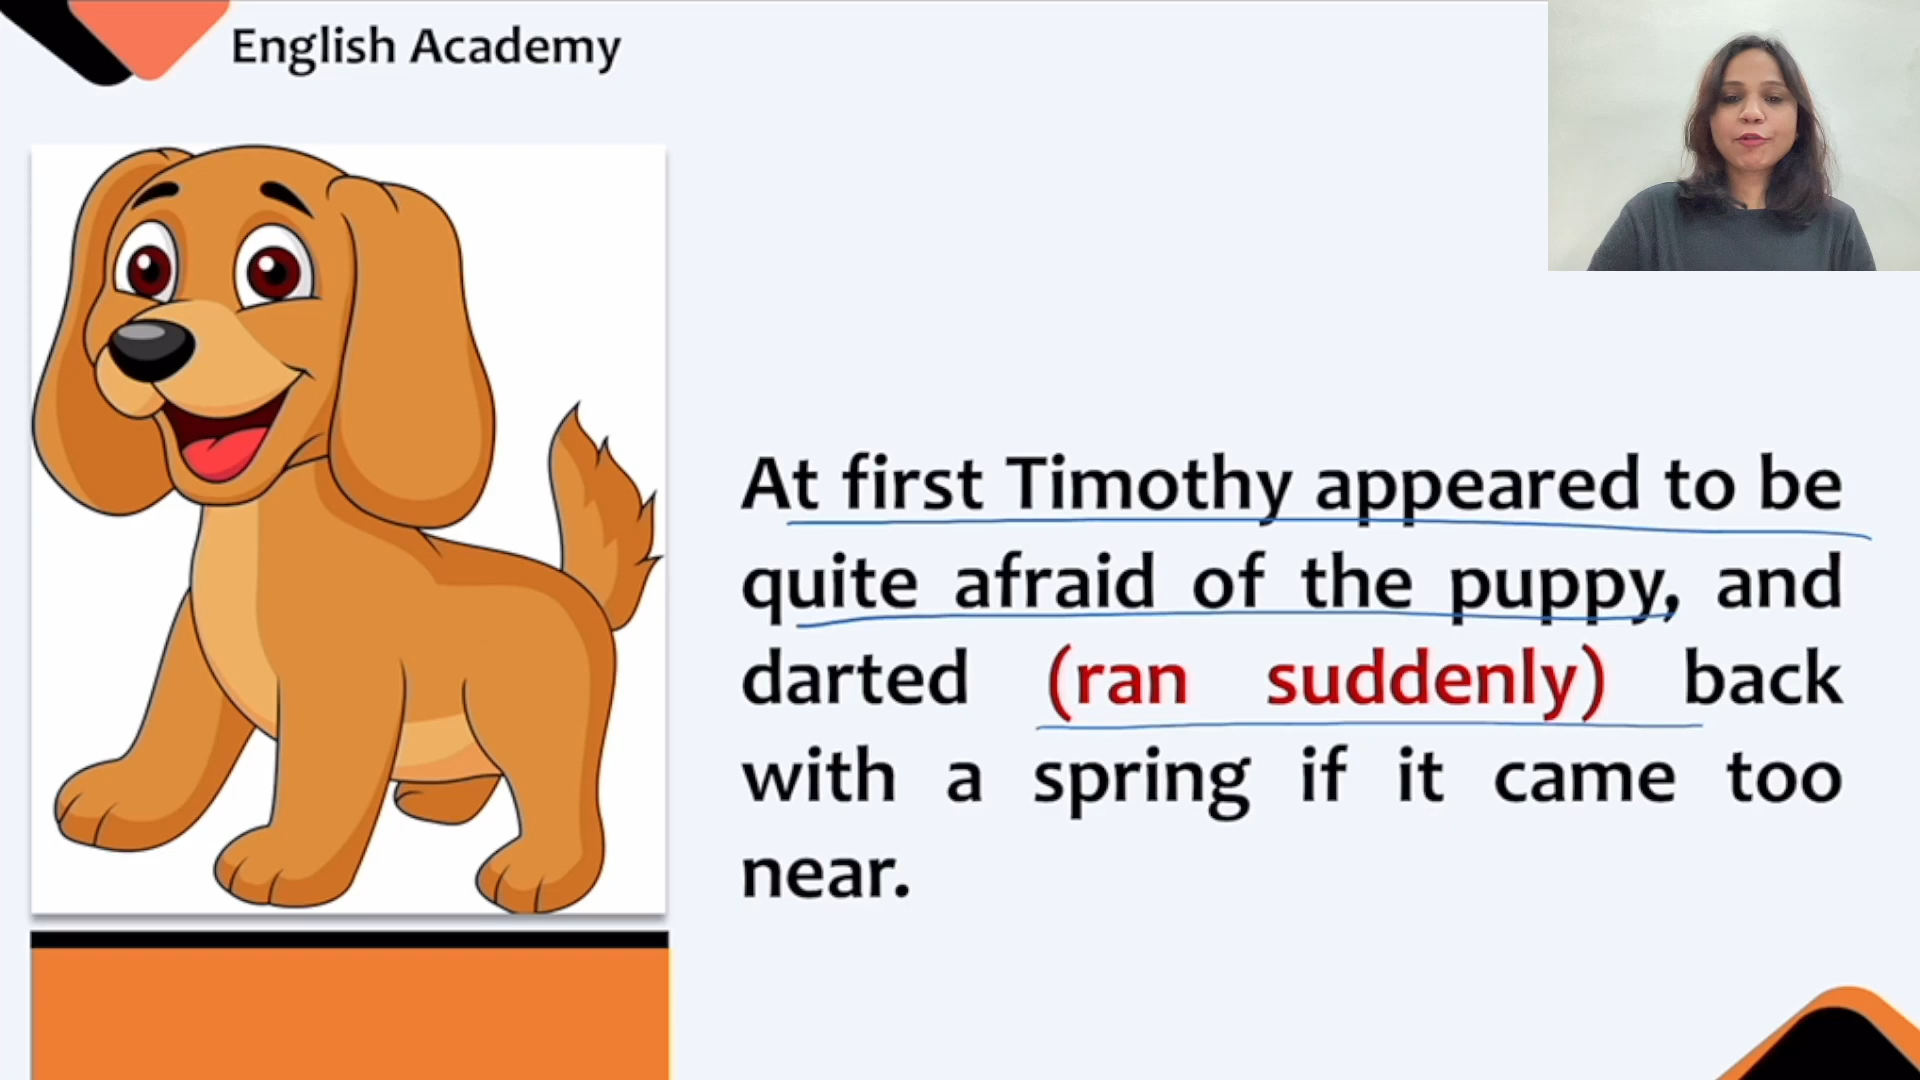 English Academy
At first Timothy appeared to be
quite afraid of the puppy, and
darted (ran suddenly) back
with a spring if it came too
near.